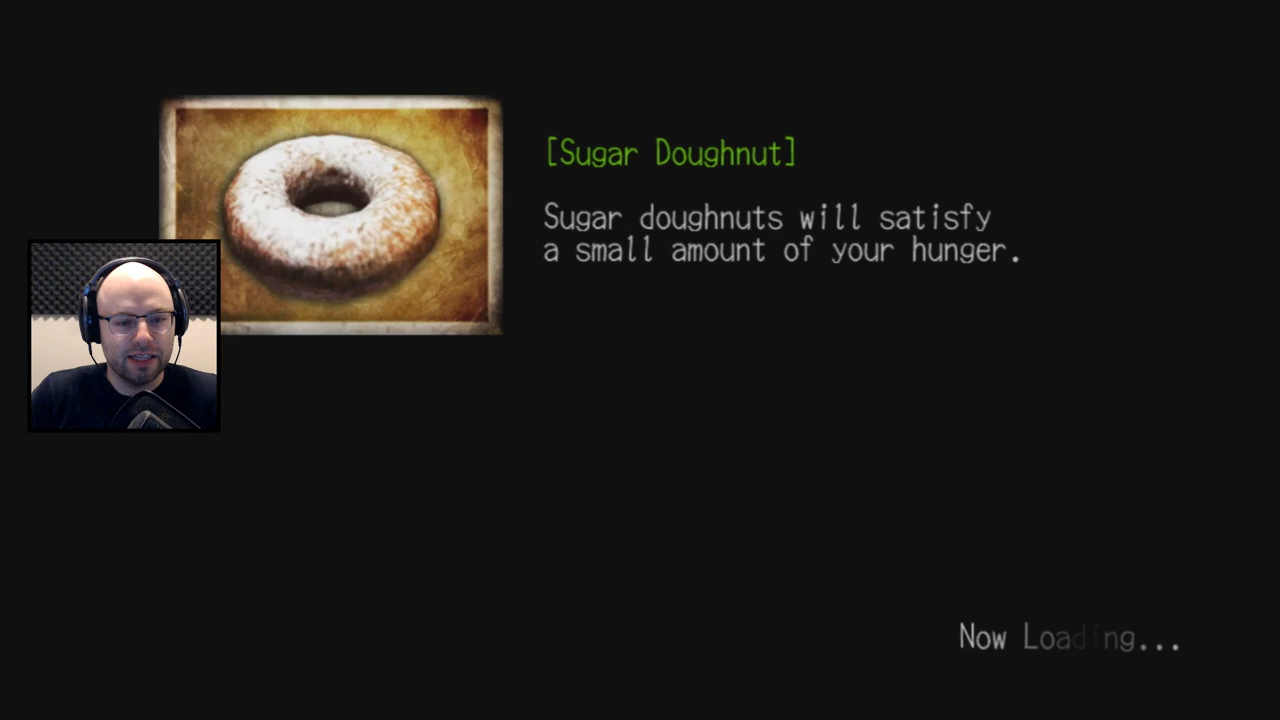 [Sugar Doughnut]
Sugar doughnuts will satisfy
a small amount of your hunger.
Now Loading...